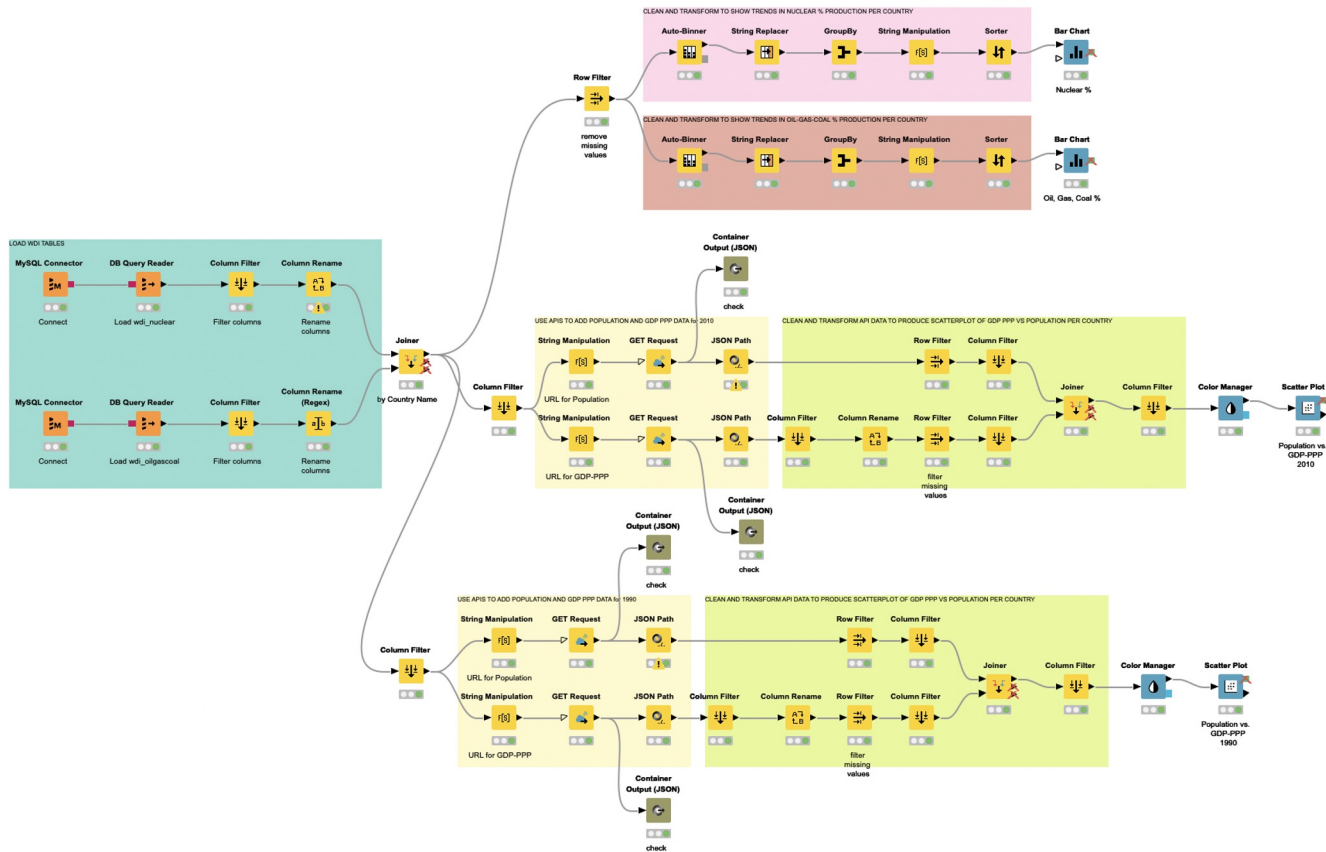 CLEAN AND TRANSFORM TO SHOW TRENDS IN NUCLEAR % PRODUCTION PER COUNTRY
Auto-Binner
String Replacer
GroupBy
String Manipulation
Sorter
Bar Chart
Nuclear %
Row Filter
remove
missing
values
CLEAN AND TRANSFORM TO SHOW TRENDS IN OIL-GAS-COAL % PRODUCTION PER COUNTRY
Auto-Binner
String Replacer
GroupBy
String Manipulation
Sorter
Bar Chart
Oil, Gas, Coal %
LOAD WDI TABLES
MySQL Connector
DB Query Reader
Column Filter
Column Rename
Connect
Load wdi_nuclear
Filter columns
Rename
columns
MySQL Connector
DB Query Reader
Column Filter
Column Rename
(Regex)
Connect
Load wdi_oilgascoal
Filter columns
Rename
columns
Joiner
by Country Name
Container
Output (JSON)
check
Column Filter
USE APIS TO ADD POPULATION AND GDP PPP DATA for 2010
String Manipulation
GET Request
JSON Path
URL for Population
String Manipulation
GET Request
JSON Path
URL for GDP-PPP
CLEAN AND TRANSFORM API DATA TO PRODUCE SCATTERPLOT OF GDP PPP VS POPULATION PER COUNTRY
Row Filter
Column Filter
Column Filter
Column Rename
Row Filter
Column Filter
filter
missing
values
Joiner
Column Filter
Color Manager
Scatter Plot
Population vs.
GDP-PPP
2010
Container
Output (JSON)
check
Container
Output (JSON)
check
Column Filter
USE APIS TO ADD POPULATION AND GDP PPP DATA for 1990
String Manipulation
GET Request
JSON Path
URL for Population
String Manipulation
GET Request
JSON Path
URL for GDP-PPP
CLEAN AND TRANSFORM API DATA TO PRODUCE SCATTERPLOT OF GDP PPP VS POPULATION PER COUNTRY
Row Filter
Column Filter
Column Filter
Column Rename
Row Filter
Column Filter
filter
missing
values
Joiner
Column Filter
Color Manager
Scatter Plot
Population vs.
GDP-PPP
1990
Container
Output (JSON)
check